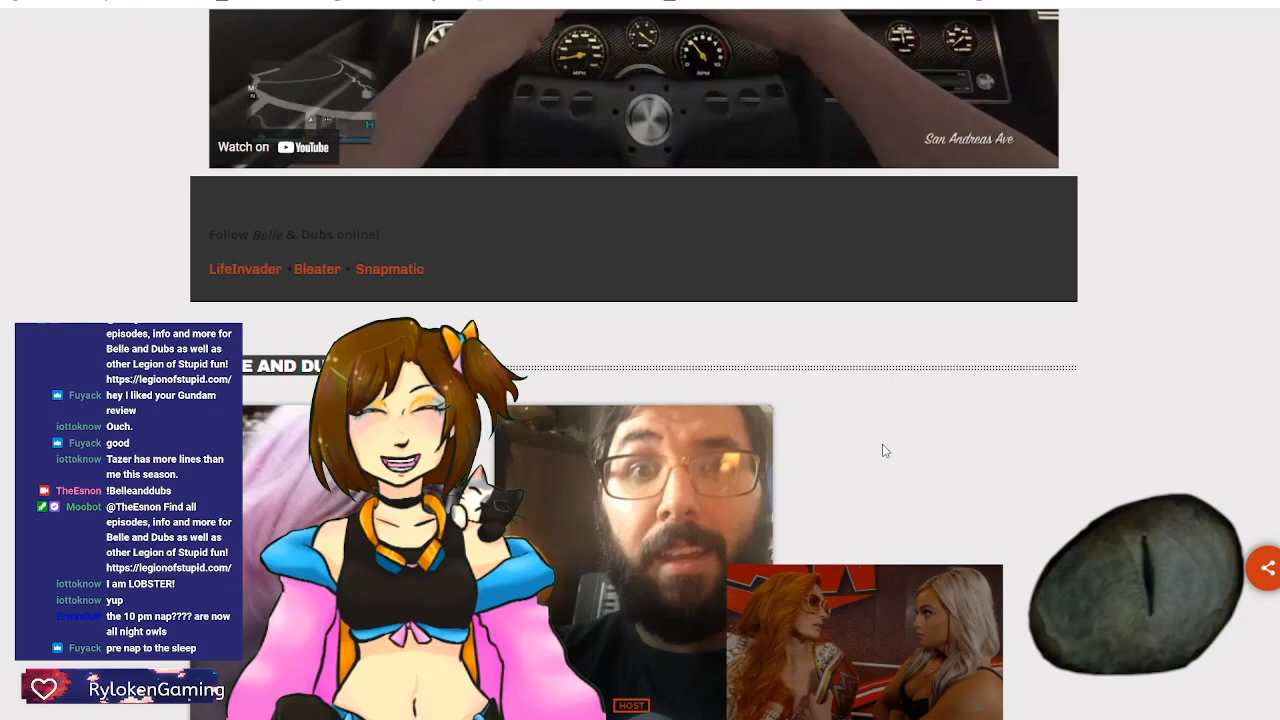 MPH
FUEL
RPM
Watch on YouTube
San Andreas Ave
Follow Belle & Dubs online!
LifeInvader • Bleater • Snapmatic
E AND DU
episodes, info and more for
Belle and Dubs as well as
other Legion of Stupid fun!
https://legionofstupid.com/
Fuyack hey I liked your Gundam
review
iottoknow Ouch.
Fuyack good
iottoknow Tazer has more lines than
me this season.
TheEsnon !Belleanddubs
Moobot @TheEsnon Find all
episodes, info and more for
Belle and Dubs as well as
other Legion of Stupid fun!
https://legionofstupid.com/
iottoknow I am LOBSTER!
iottoknow yup
the 10 pm nap???? are now
all night owls
Fuyack pre nap to the sleep
RylokenGaming
HOST